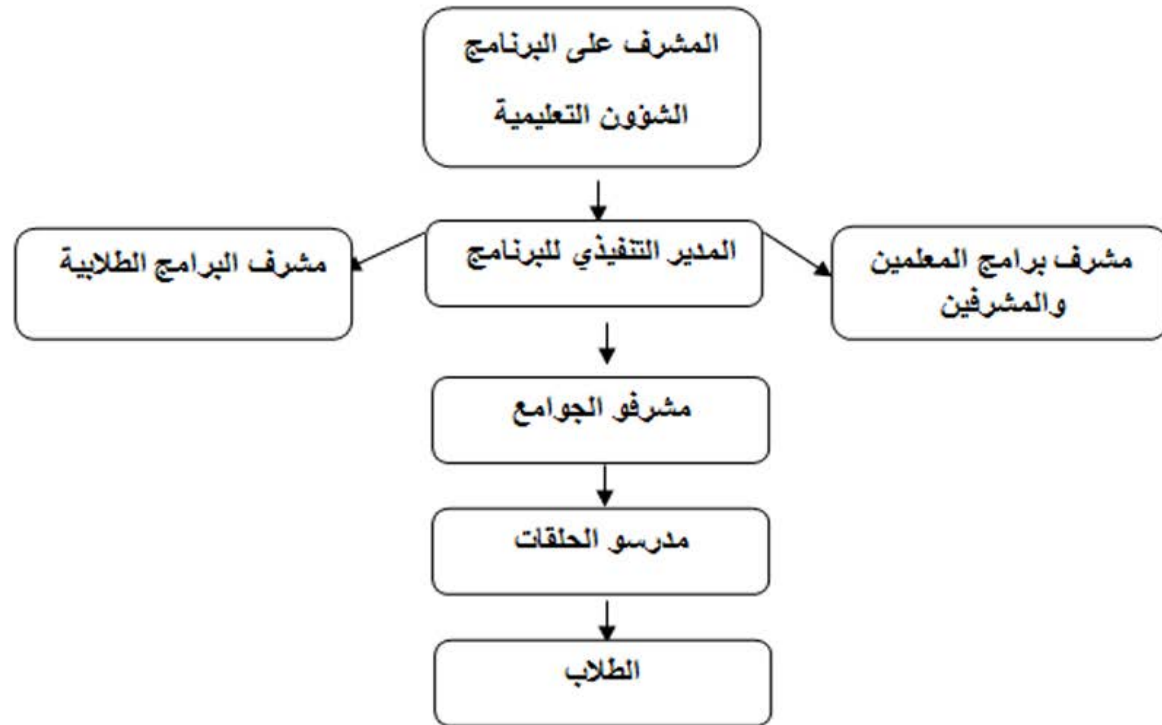 المشرف على البرنامج
الشؤون التعليمية
المدير التنفيذي للبرنامج
مشرف برامج المعلمين
والمشرفين
مشرف البرامج الطلابية
مشرفو الجوامع
مدرسو الحلقات
الطلاب